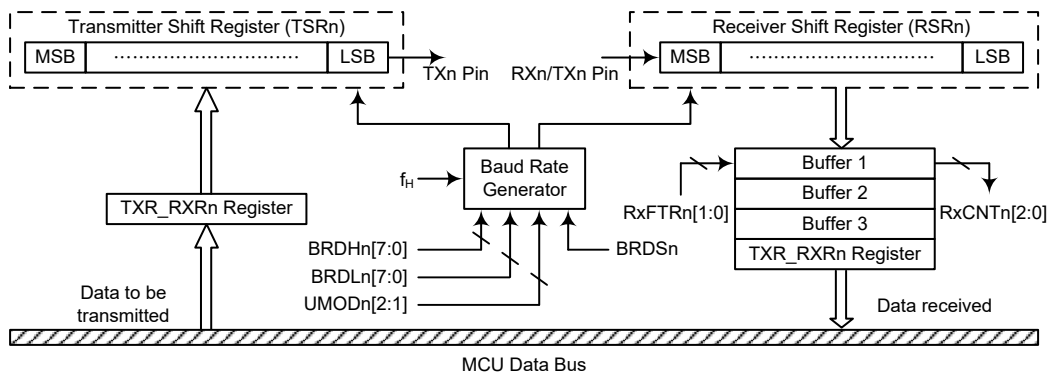 Transmitter Shift Register (TSRn)
MSB ................................ LSB
TXn Pin
Receiver Shift Register (RSRn)
RXn/TXn Pin
MSB ................................ LSB
Baud Rate
Generator
fH
BRDHn[7:0]
BRDLn[7:0]
UMODn[2:1]
BRDSn
TXR_RXRn Register
Data to be
transmitted
Buffer 1
Buffer 2
Buffer 3
TXR_RXRn Register
RxFTRn[1:0]
RxCNTn[2:0]
Data received
MCU Data Bus